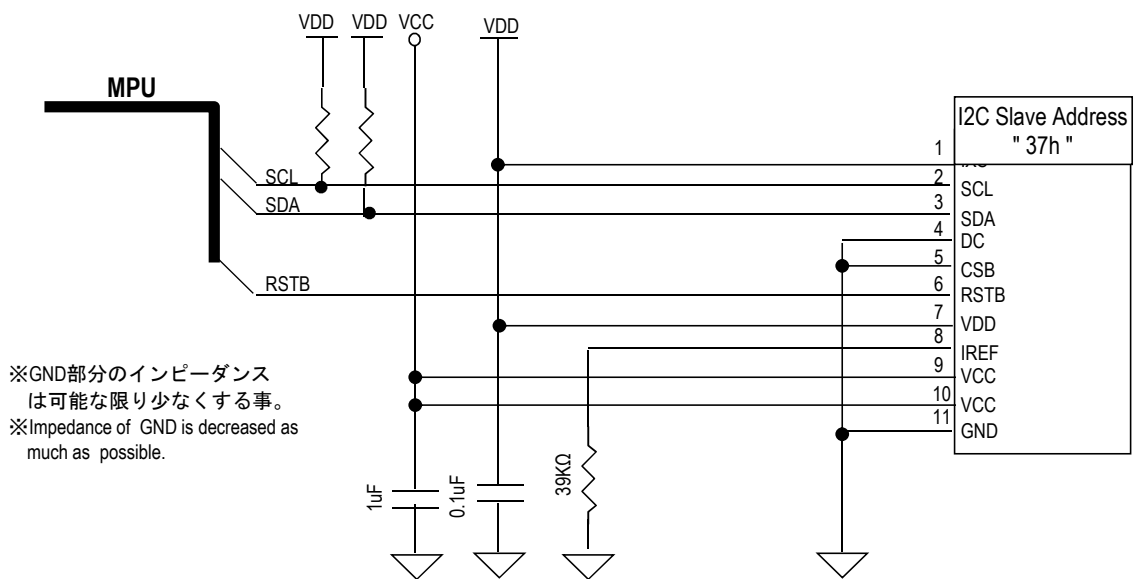 VDD
VDD
VCC
VDD
MPU
I2C Slave Address
" 37h "
1
SCL
2
SCL
SDA
3
SDA
4
DC
5
CSB
RSTB
6
RSTB
7
VDD
8
IREF
9
VCC
10
VCC
11
GND
※GND部分のインピーダンス
は可能な限り少なくする事。
※Impedance of GND is decreased as
much as possible.
1uF
0.1uF
39KΩ